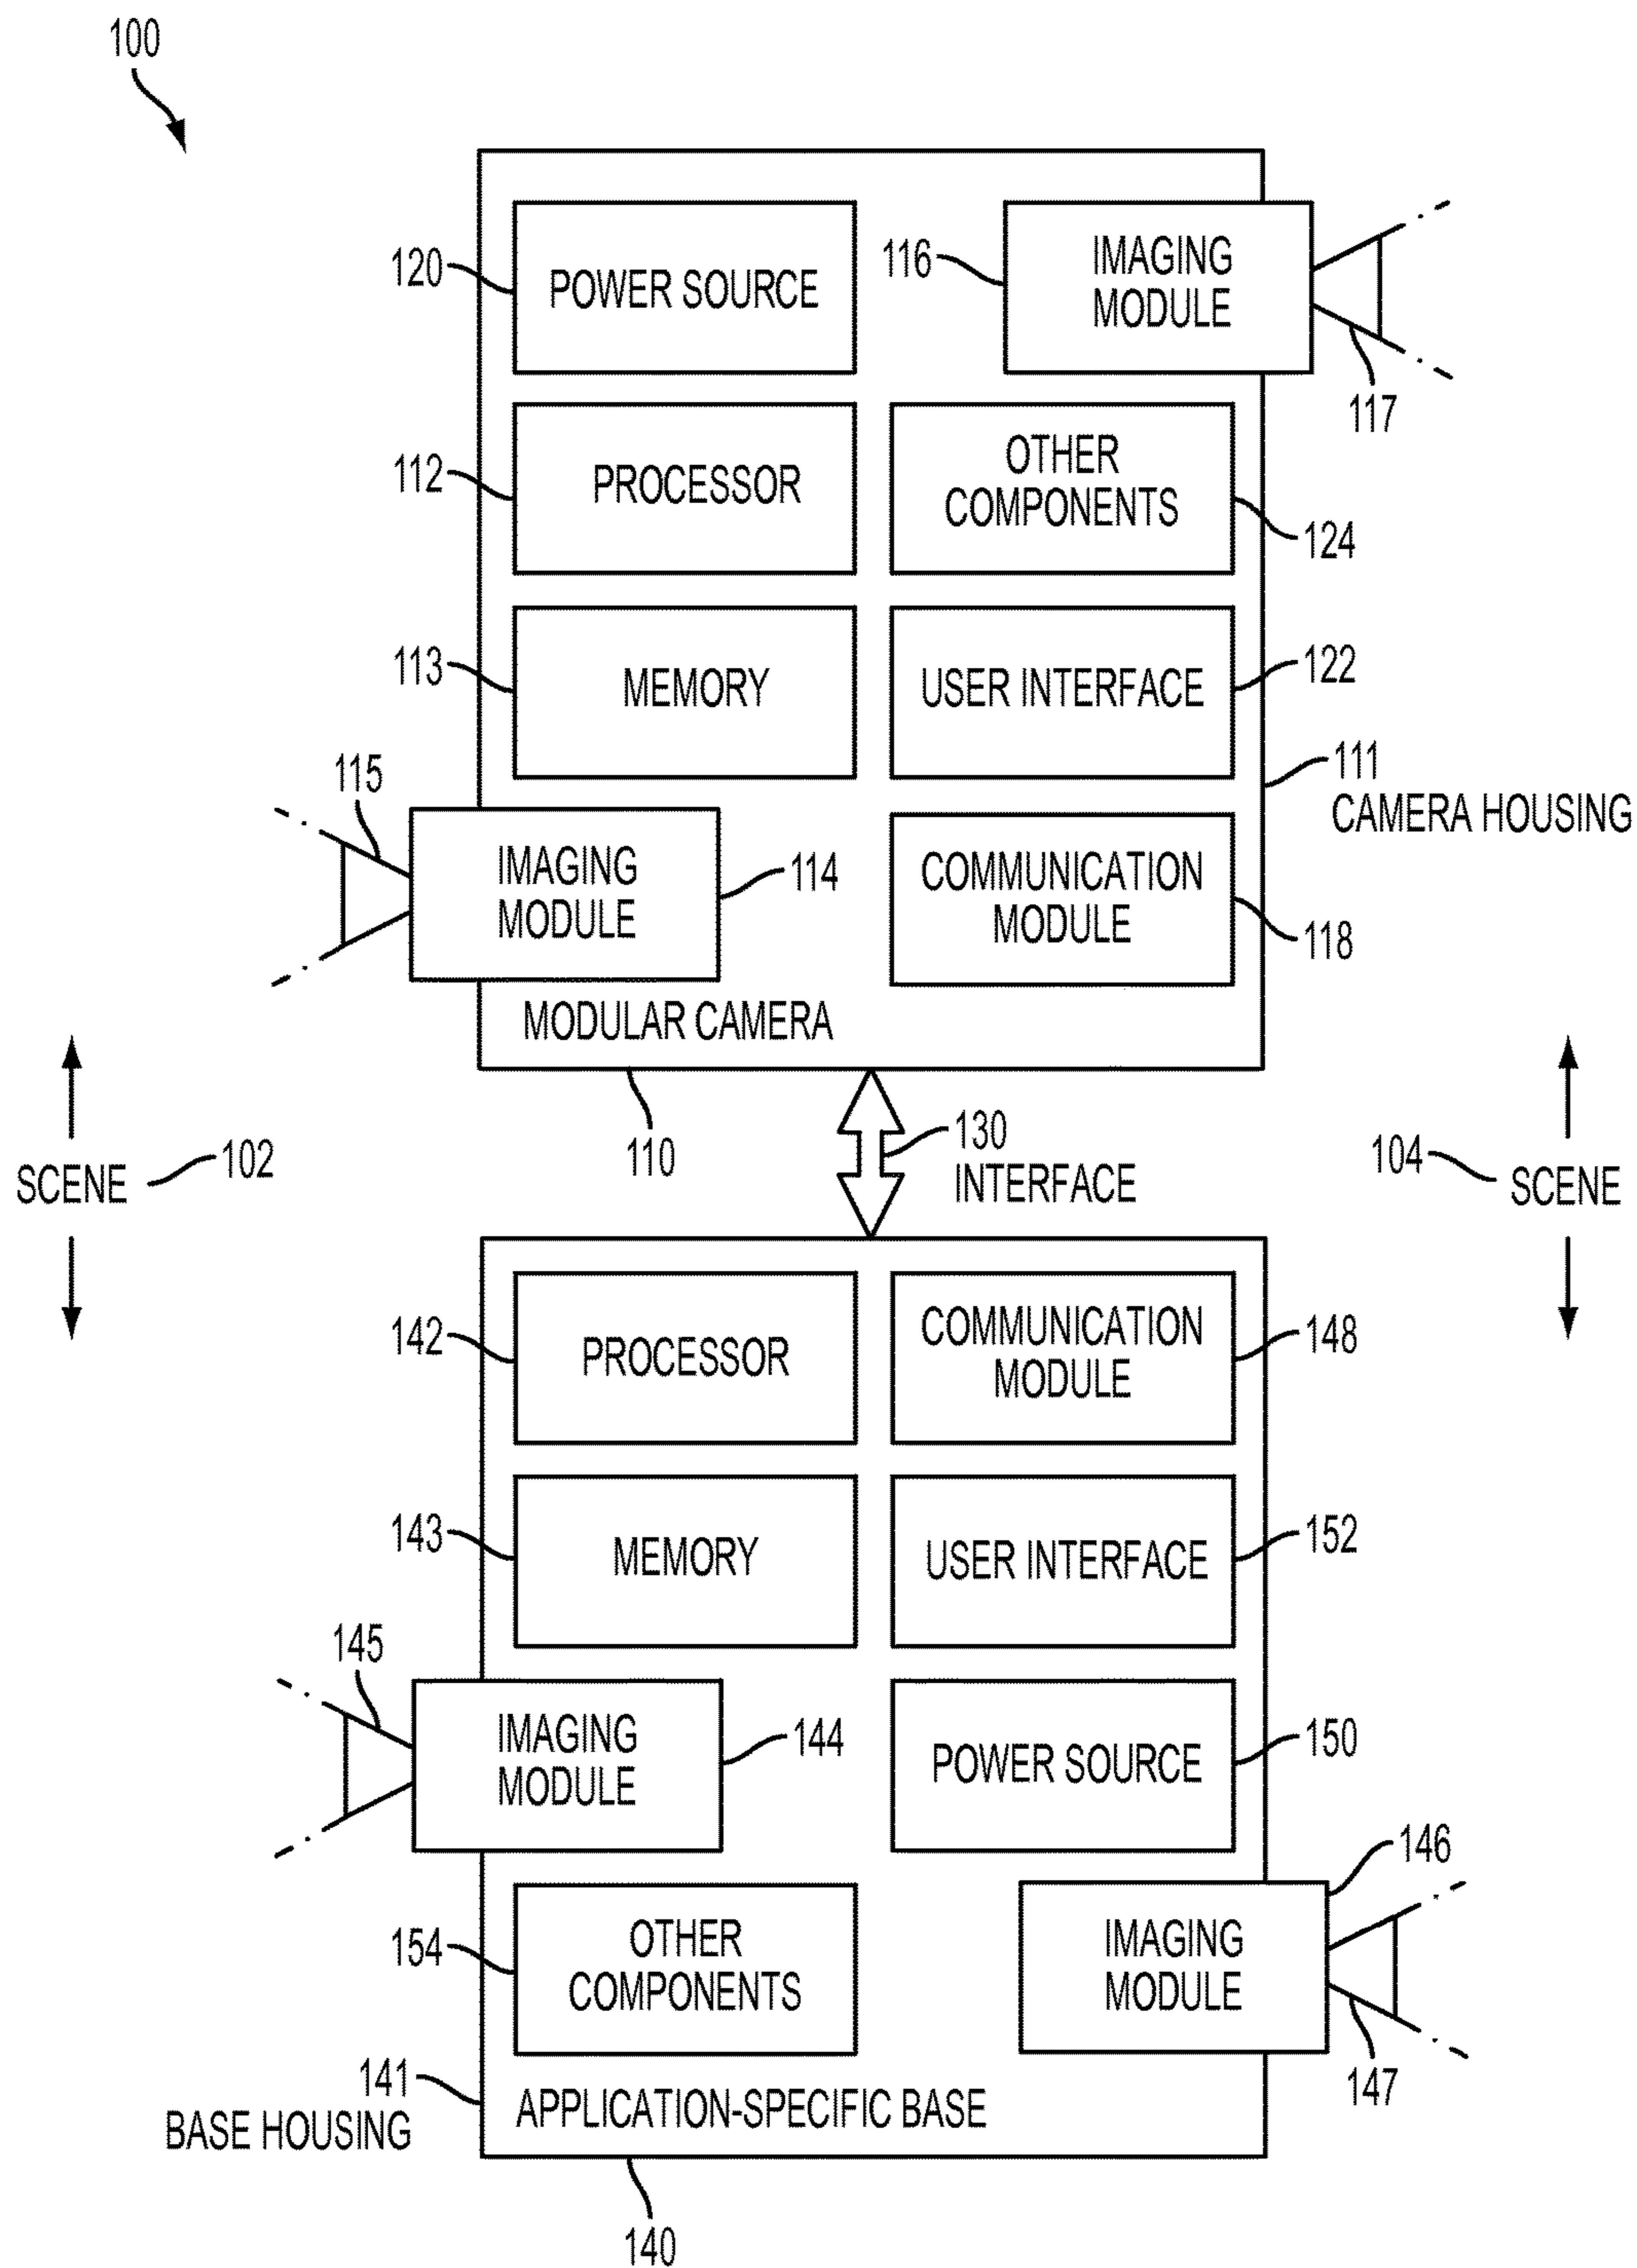 100
120
POWER SOURCE
116
IMAGING
MODULE
117
112
PROCESSOR
OTHER
COMPONENTS
124
113
MEMORY
USER INTERFACE
122
111
CAMERA HOUSING
115
IMAGING
MODULE
114
COMMUNICATION
MODULE
118
MODULAR CAMERA
110
130
INTERFACE
SCENE
102
104
SCENE
142
PROCESSOR
COMMUNICATION
MODULE
148
143
MEMORY
USER INTERFACE
152
145
IMAGING
MODULE
144
POWER SOURCE
150
146
154
OTHER
COMPONENTS
IMAGING
MODULE
147
141
BASE HOUSING
APPLICATION-SPECIFIC BASE
140